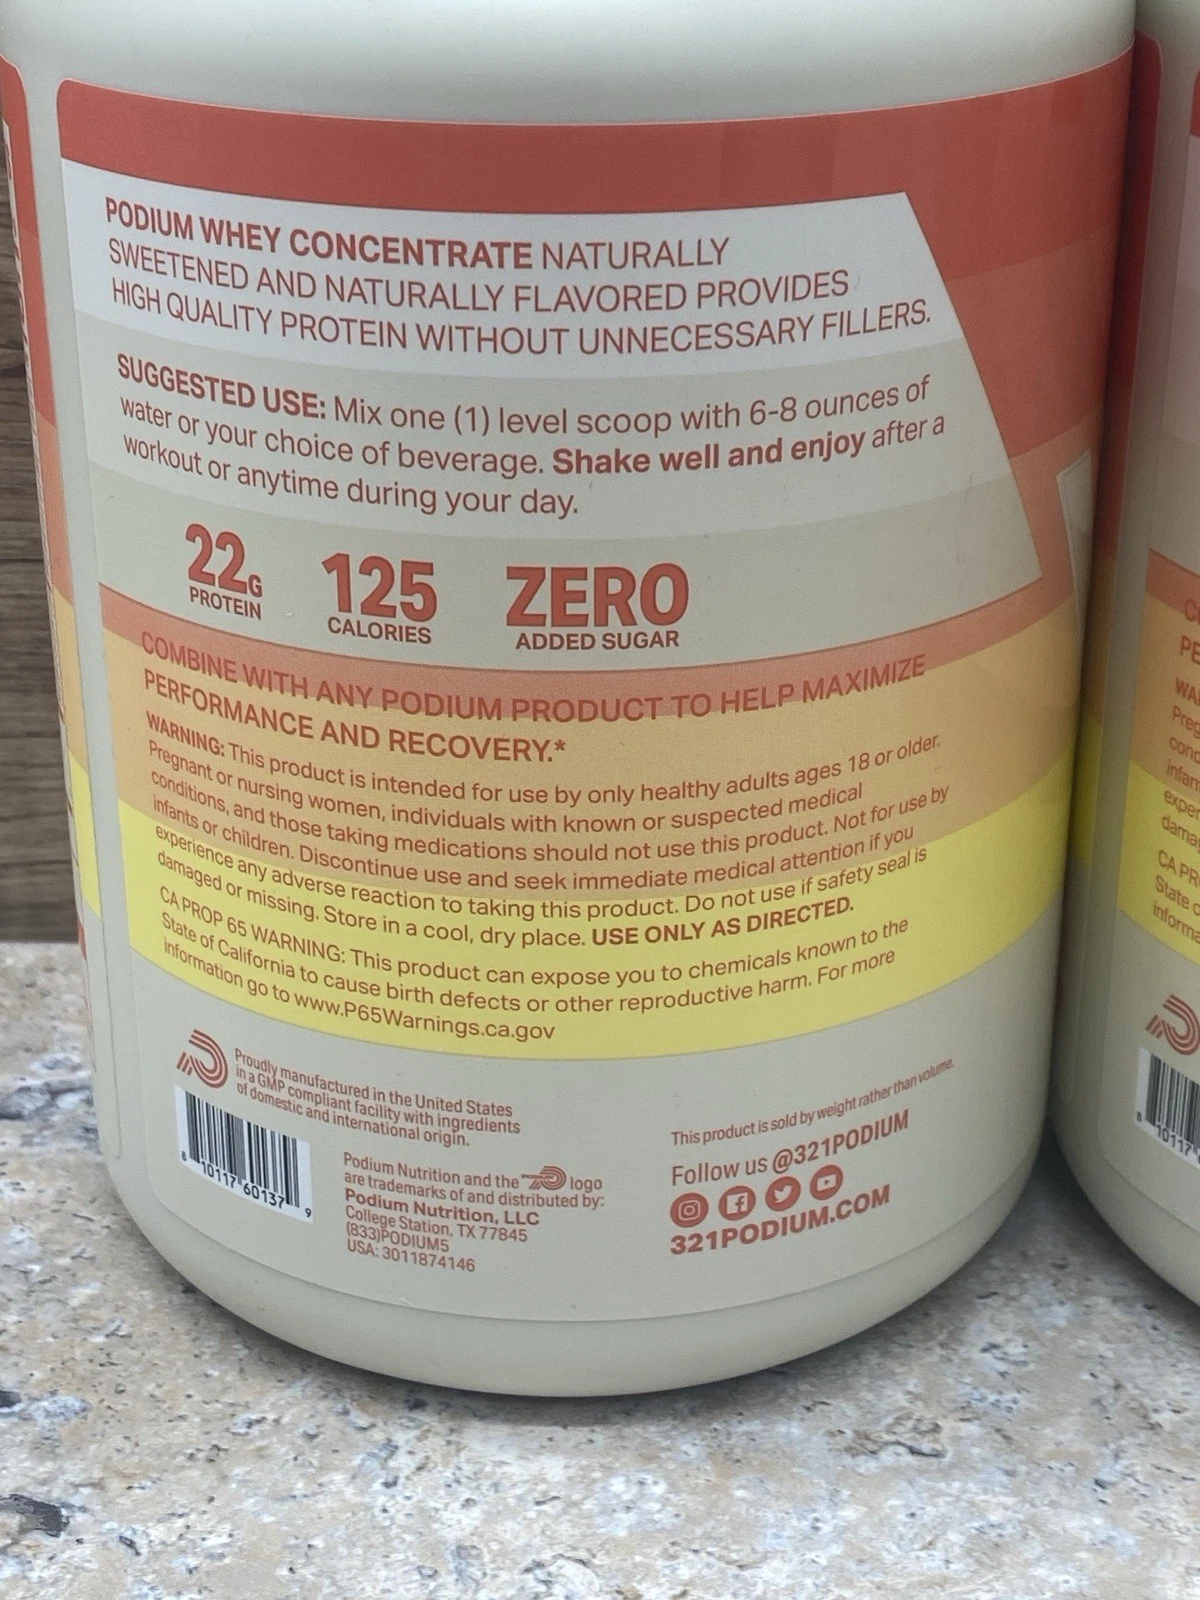 PODIUM WHEY CONCENTRATE NATURALLY
SWEETENED AND NATURALLY FLAVORED PROVIDES
HIGH QUALITY PROTEIN WITHOUT UNNECESSARY FILLERS.
SUGGESTED USE: Mix one (1) level scoop with 6-8 ounces of
water or your choice of beverage. Shake well and enjoy after a
workout or anytime during your day.
22G
PROTEIN
125
CALORIES
ZERO
ADDED SUGAR
COMBINE WITH ANY PODIUM PRODUCT TO HELP MAXIMIZE
PERFORMANCE AND RECOVERY.*
WARNING: This product is intended for use by only healthy adults ages 18 or older.
Pregnant or nursing women, individuals with known or suspected medical
conditions, and those taking medications should not use this product. Not for use by
infants or children. Discontinue use and seek immediate medical attention if you
experience any adverse reaction to taking this product. Do not use if safety seal is
damaged or missing. Store in a cool, dry place. USE ONLY AS DIRECTED.
CA PROP 65 WARNING: This product can expose you to chemicals known to the
State of California to cause birth defects or other reproductive harm. For more
information go to www.P65Warnings.ca.gov
Proudly manufactured in the United States
in a GMP compliant facility with ingredients
of domestic and international origin.
8 10117 60137 9
Podium Nutrition and the logo
are trademarks of and distributed by:
Podium Nutrition, LLC
College Station, TX 77845
(833)PODIUM5
USA: 3011874146
This product is sold by weight rather than volume.
Follow us @321PODIUM
321PODIUM.COM
WAR
Preg
cond
infan
exper
dama
CA PR
State o
informa
8 10117